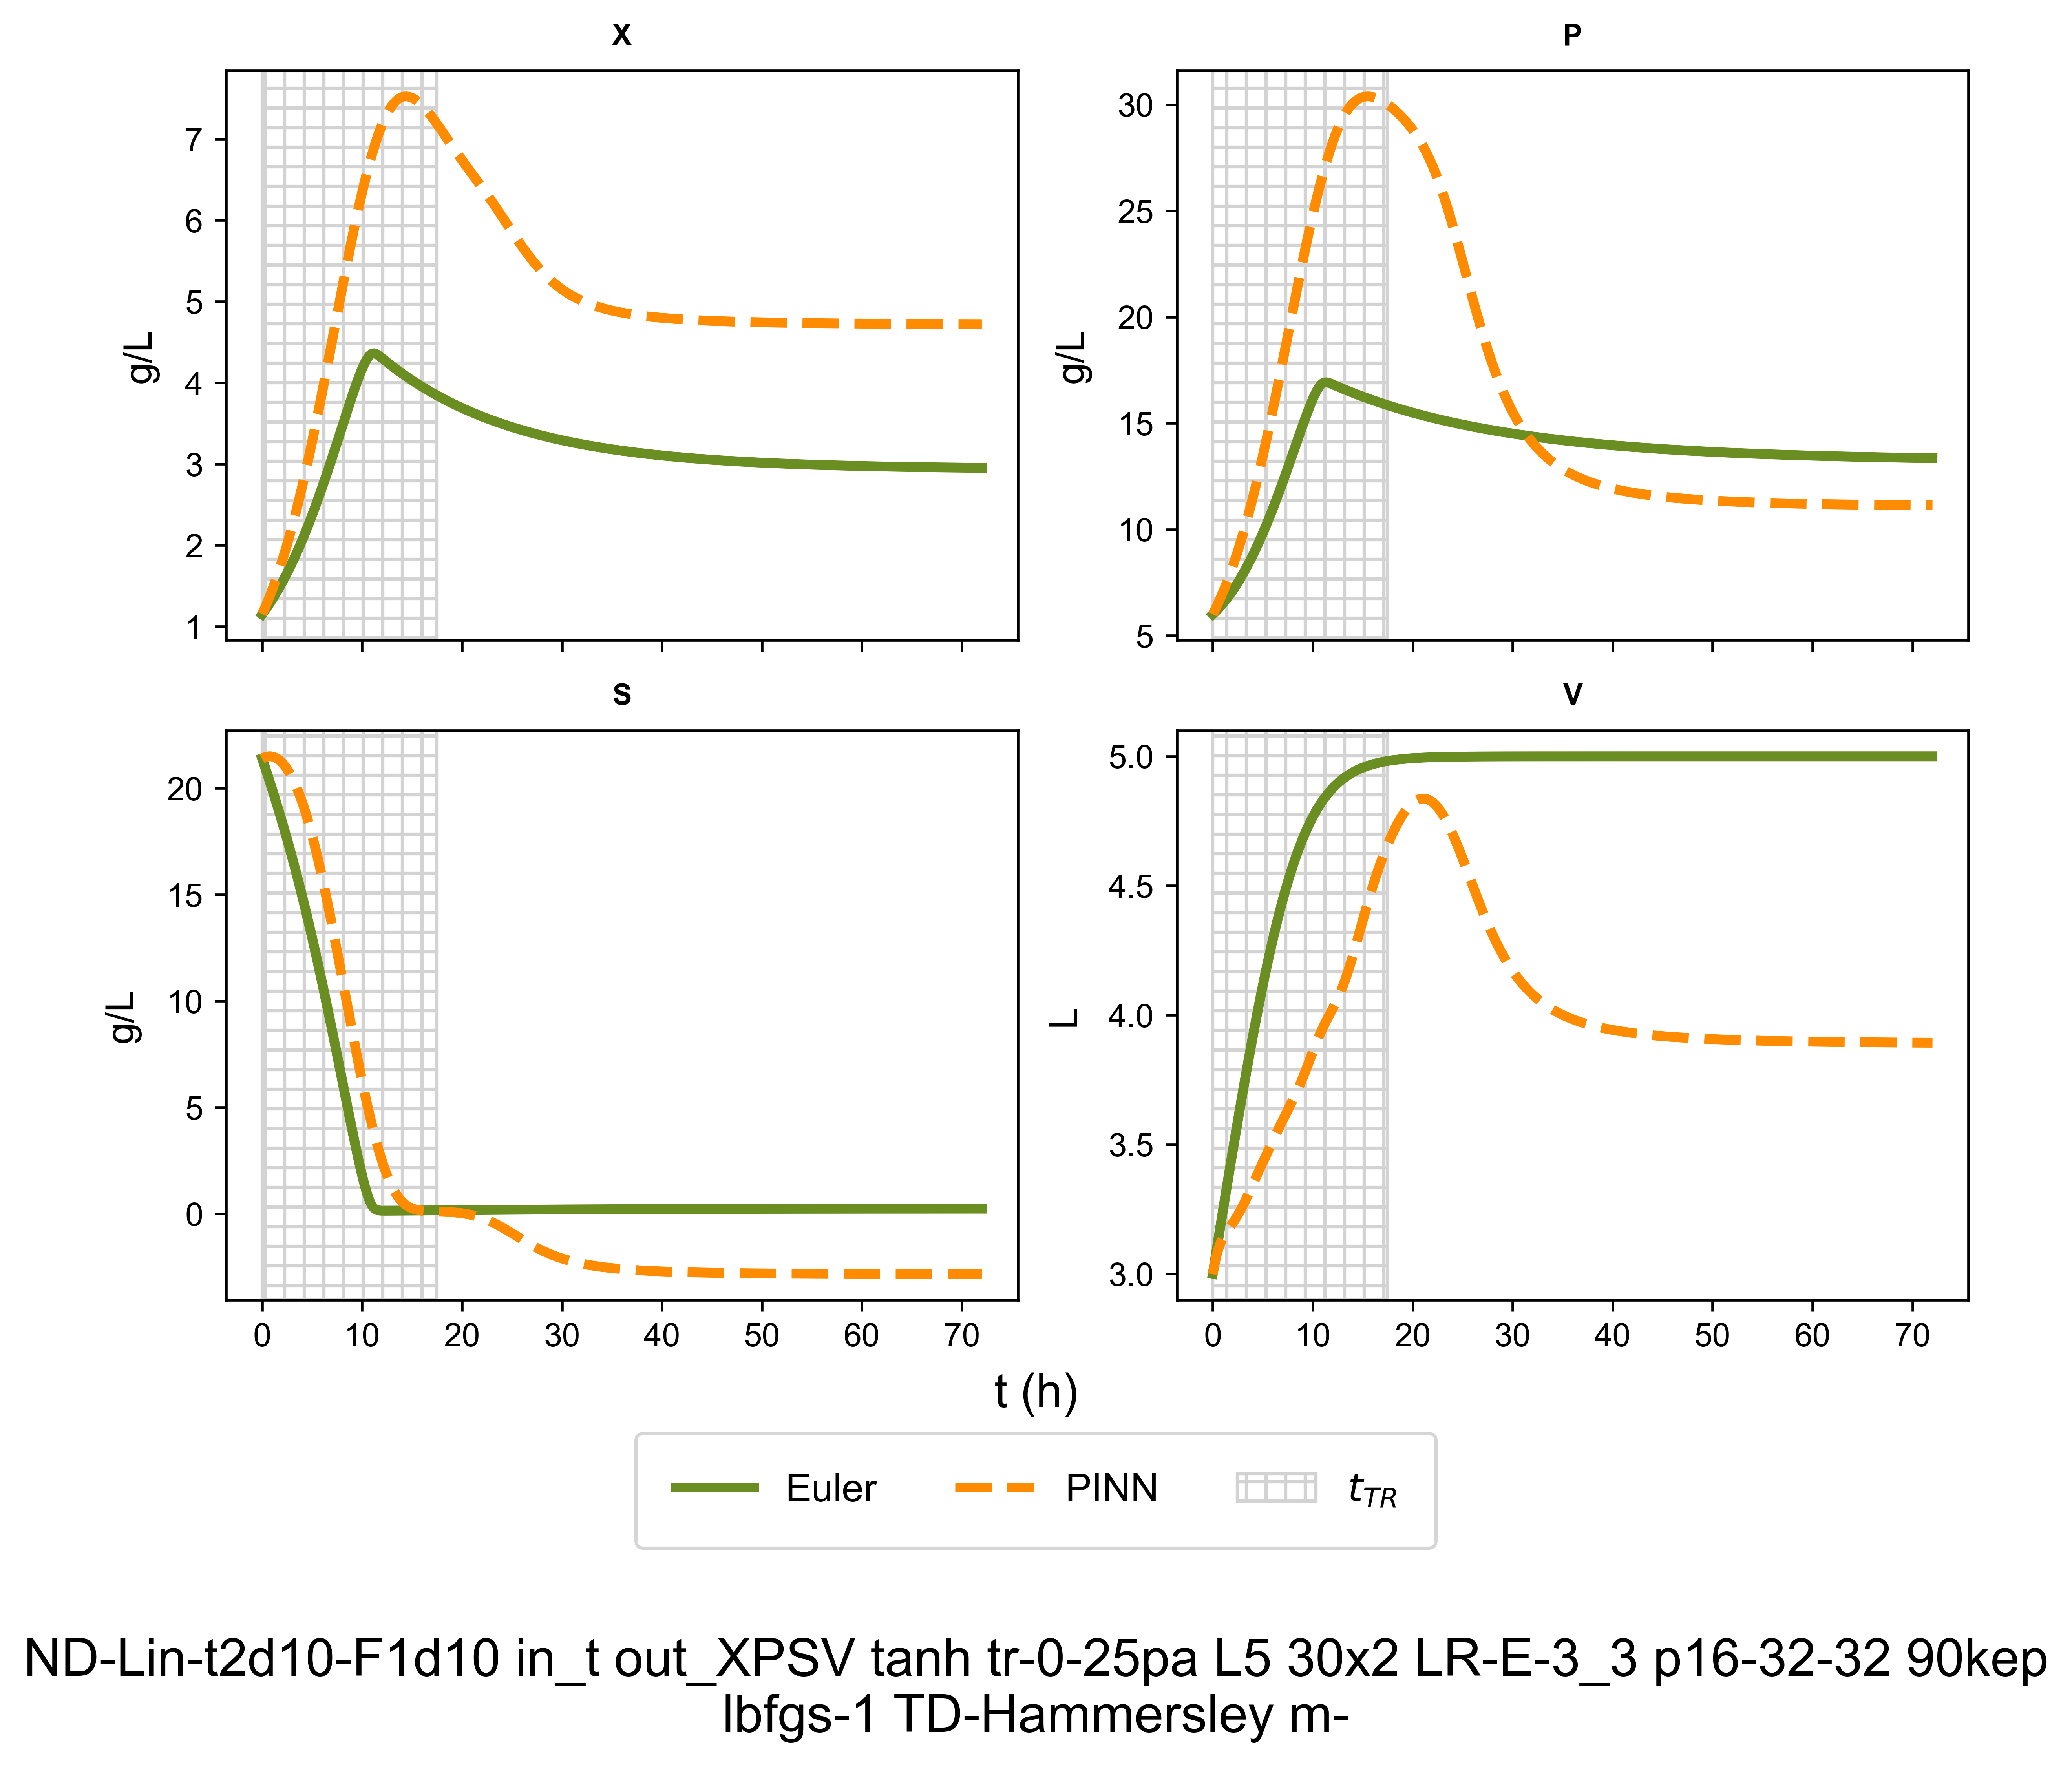 X
P
7
6
5
4
3
2
1
g/L
30
25
20
15
10
5
g/L
S
V
20
15
10
5
0
g/L
5.0
4.5
4.0
3.5
3.0
L
0 10 20 30 40 50 60 70
0 10 20 30 40 50 60 70
t (h)
Euler PINN t_TR
ND-Lin-t2d10-F1d10 in_t out_XPSV tanh tr-0-25pa L5 30x2 LR-E-3_3 p16-32-32 90kep
lbfgs-1 TD-Hammersley m-